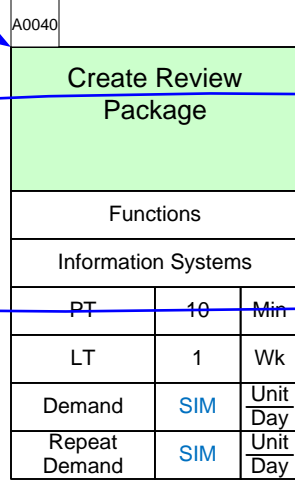 A0040
Create Review
Package
Functions
Information Systems
PT 10 Min
LT 1 Wk
Demand SIM Unit
Day
Repeat
Demand SIM Unit
Day